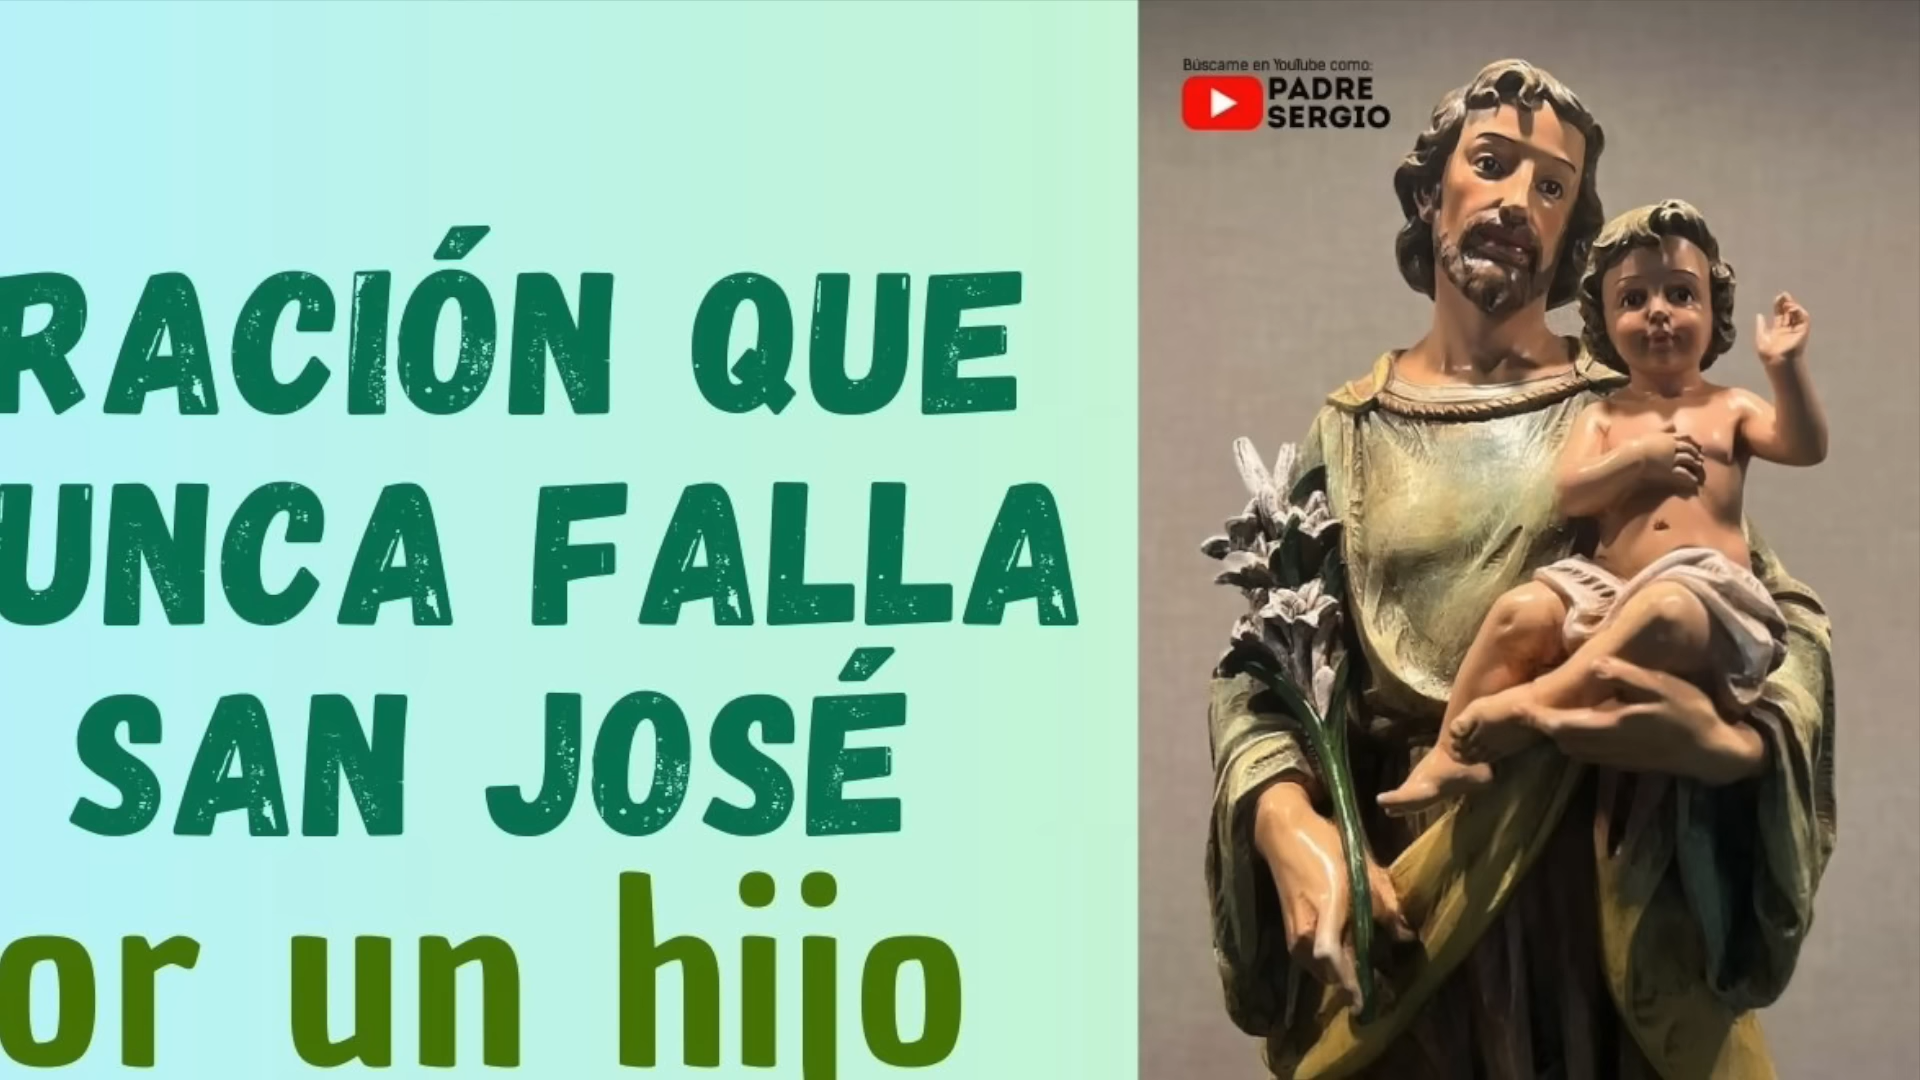 RACIÓN QUE
UNCA FALLA
SAN JOSÉ
or un hijo
Búscame en YouTube como:
PADRE
SERGIO